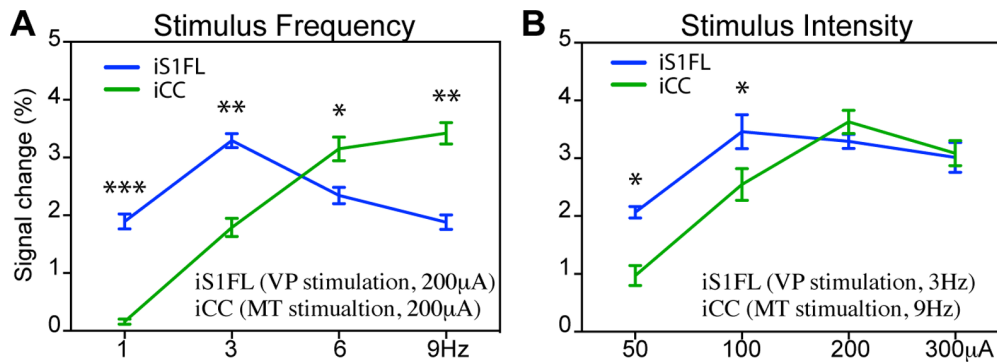 A
Stimulus Frequency
Signal change (%)
5
4
3
2
1
0
iS1FL
iCC
***
**
*
**
iS1FL (VP stimulation, 200μA)
iCC (MT stimualtion, 200μA)
1 3 6 9Hz
B
Stimulus Intensity
5
4
3
2
1
0
iS1FL
iCC
*
*
iS1FL (VP stimulation, 3Hz)
iCC (MT stimualtion, 9Hz)
50 100 200 300μA